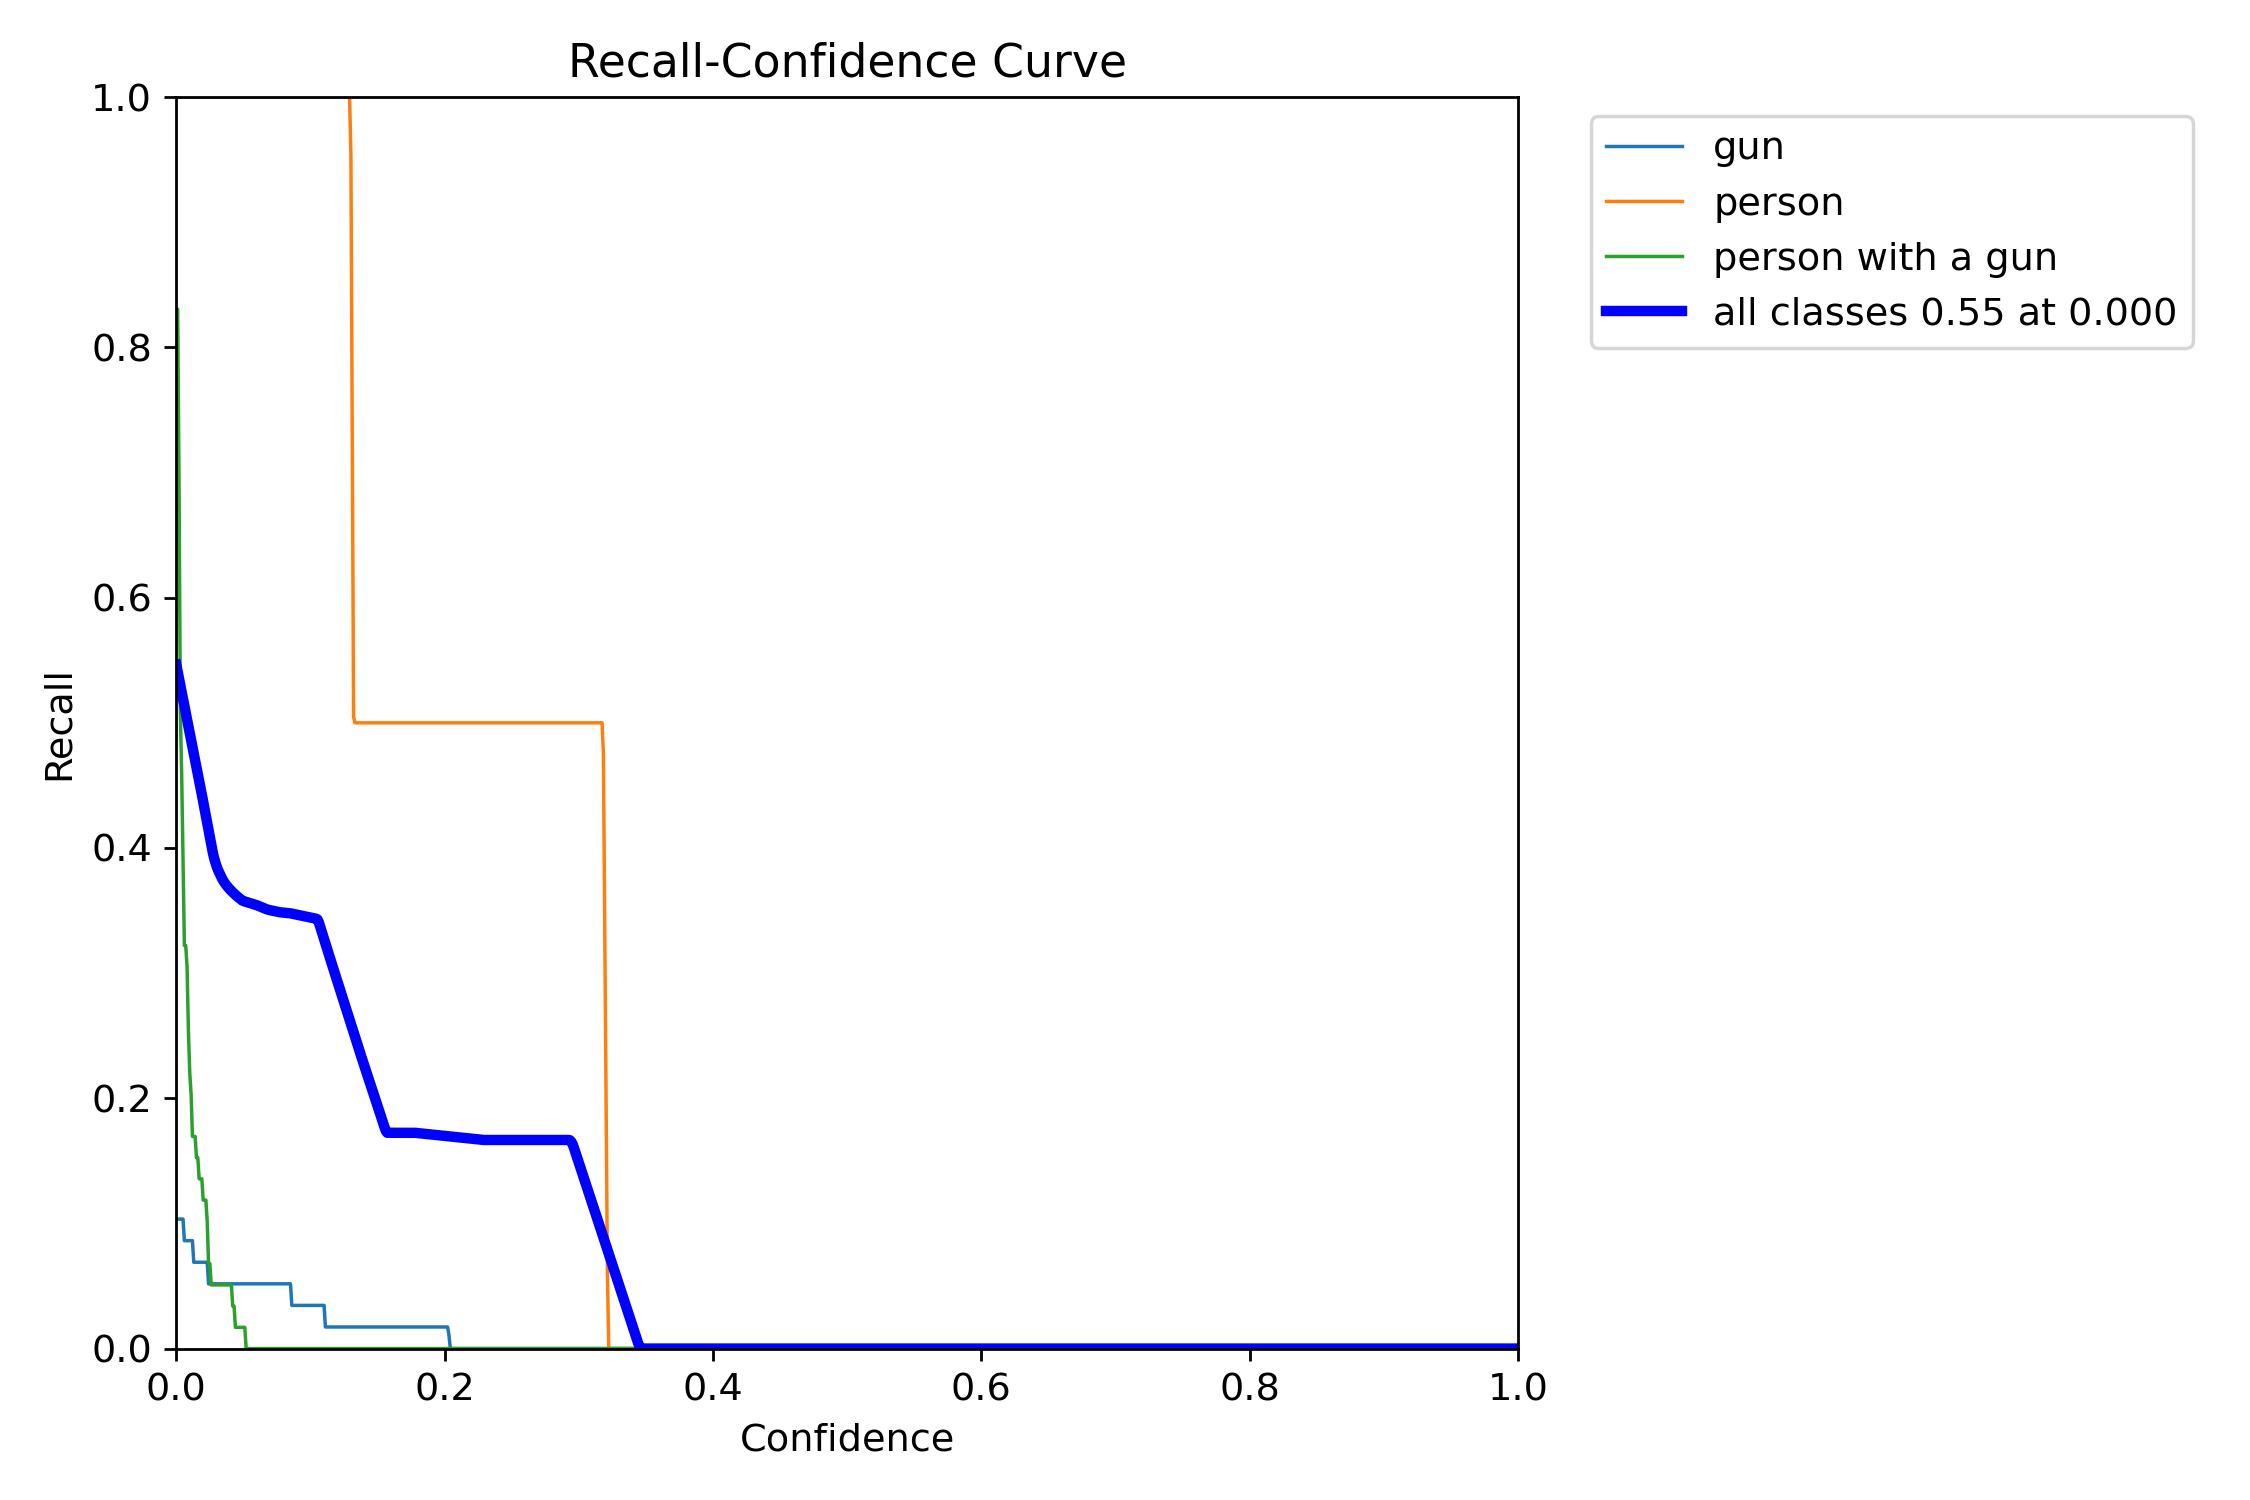 Recall-Confidence Curve
1.0
0.8
0.6
0.4
0.2
0.0
Recall
0.0 0.2 0.4 0.6 0.8 1.0
Confidence
gun
person
person with a gun
all classes 0.55 at 0.000